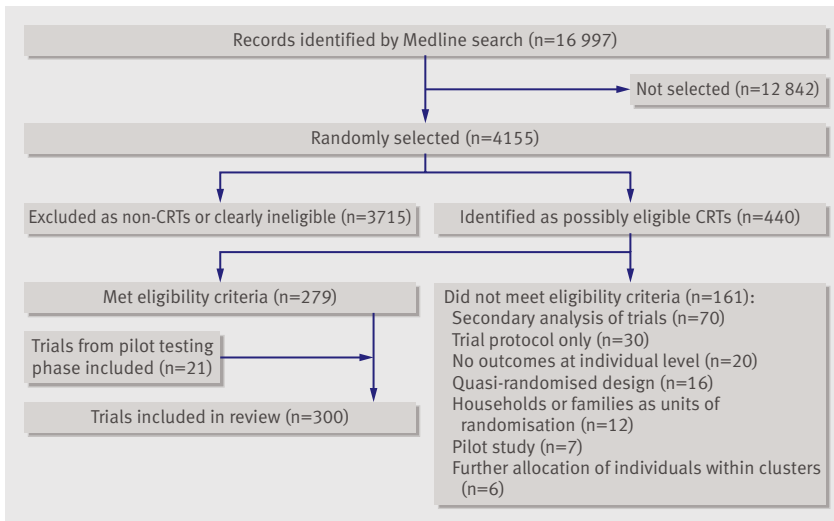 Records identified by Medline search (n=16 997)
Not selected (n=12 842)
Randomly selected (n=4155)
Excluded as non-CRTs or clearly ineligible (n=3715)
Identified as possibly eligible CRTs (n=440)
Met eligibility criteria (n=279)
Trials from pilot testing
phase included (n=21)
Trials included in review (n=300)
Did not meet eligibility criteria (n=161):
Secondary analysis of trials (n=70)
Trial protocol only (n=30)
No outcomes at individual level (n=20)
Quasi-randomised design (n=16)
Households or families as units of
randomisation (n=12)
Pilot study (n=7)
Further allocation of individuals within clusters
(n=6)